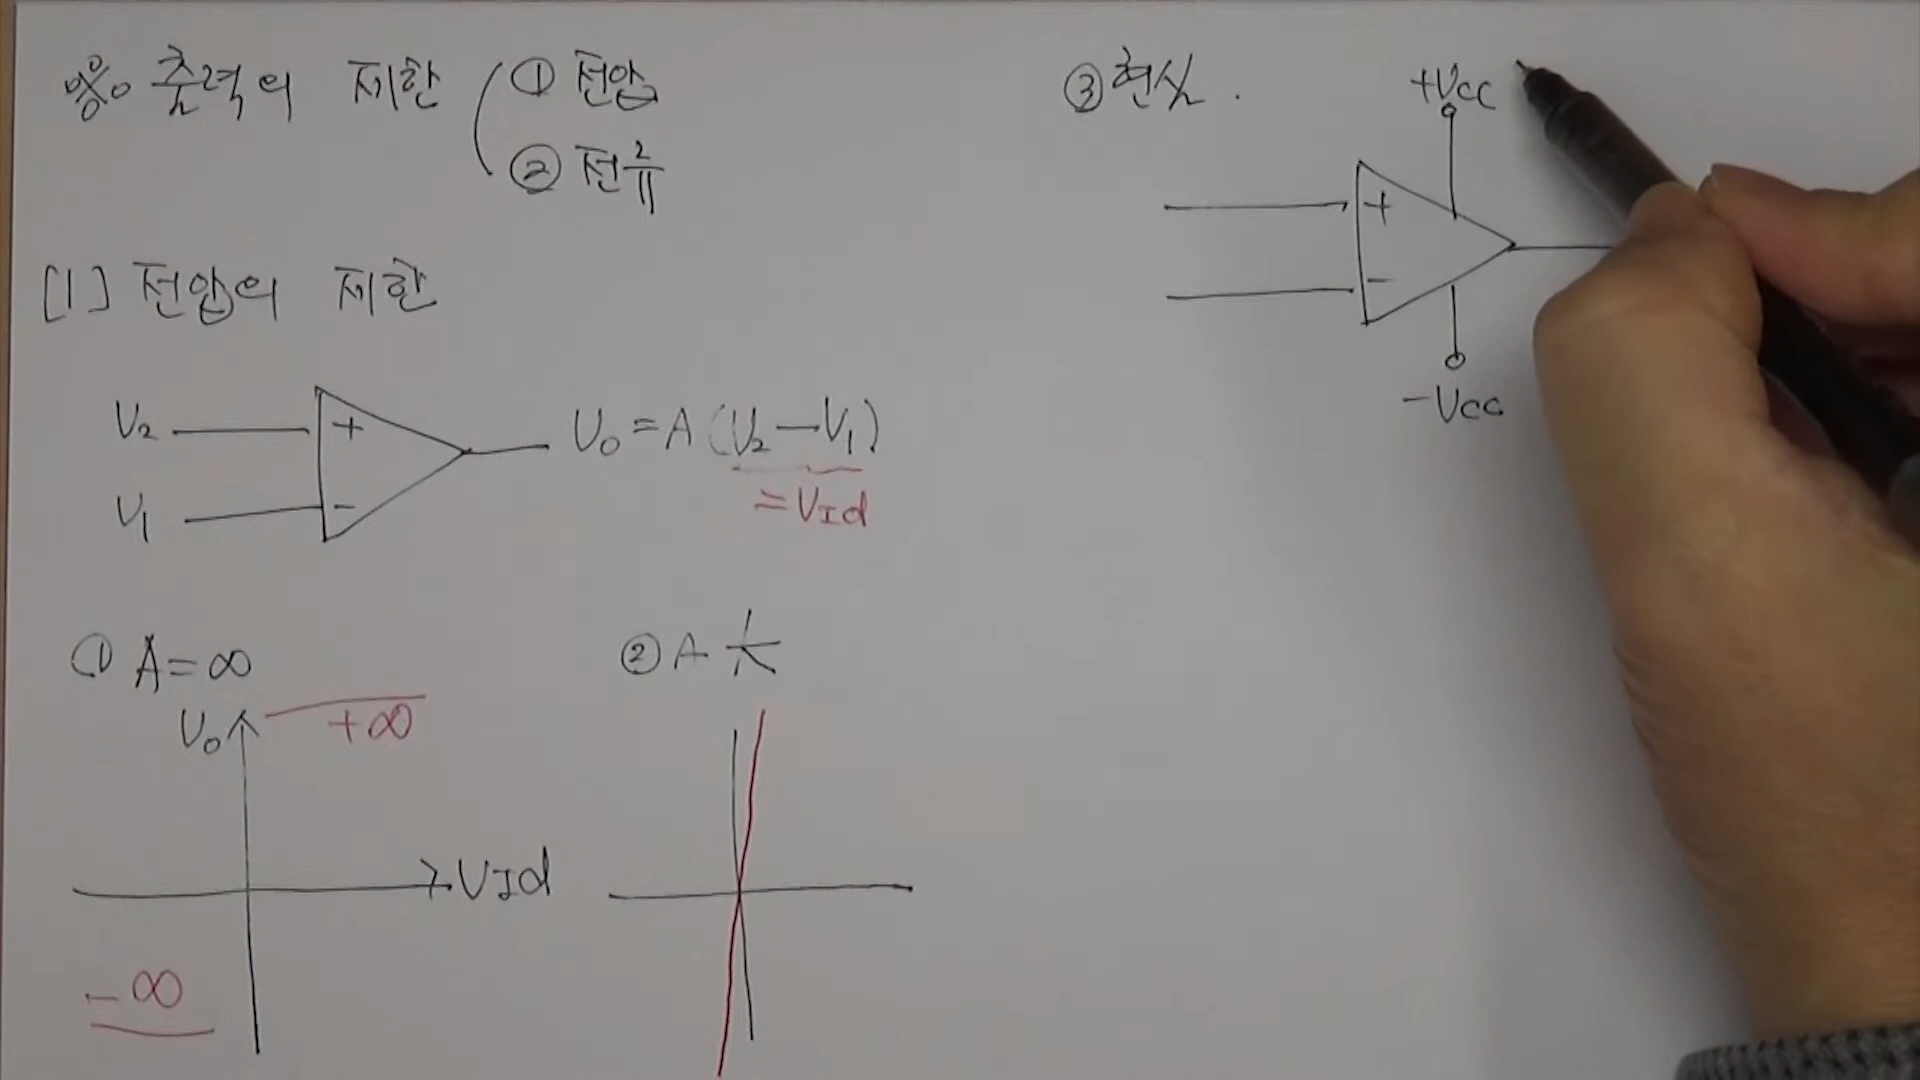 ※ 출력의 제한 ( ① 전압
② 전류
[1] 전압의 제한
V2 + Vo = A (V2 - V1)
V1 - = VId
① A = ∞
Vo +∞
VId
-∞
② A 大
③ 현실.
+Vcc
+
-
-Vcc